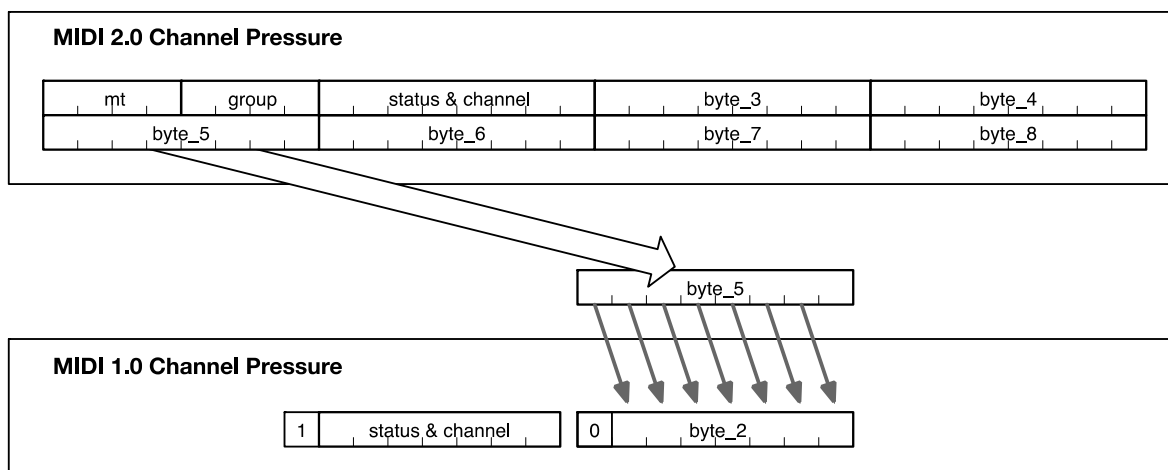 MIDI 2.0 Channel Pressure
mt group status & channel byte_3 byte_4
byte_5 byte_6 byte_7 byte_8
byte_5
MIDI 1.0 Channel Pressure
1 status & channel 0 byte_2